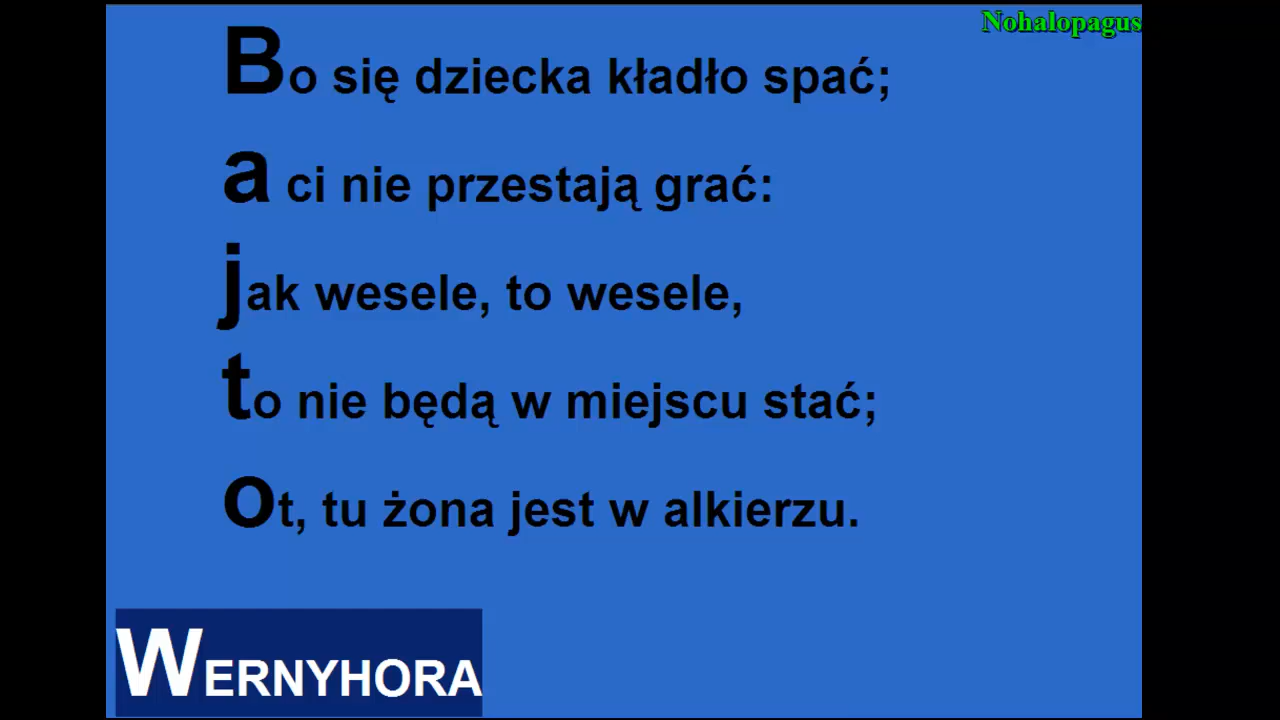 Nohalopagus
Bo się dziecka kładło spać;
a ci nie przestają grać:
jak wesele, to wesele,
to nie będą w miejscu stać;
ot, tu żona jest w alkierzu.
WERNYHORA